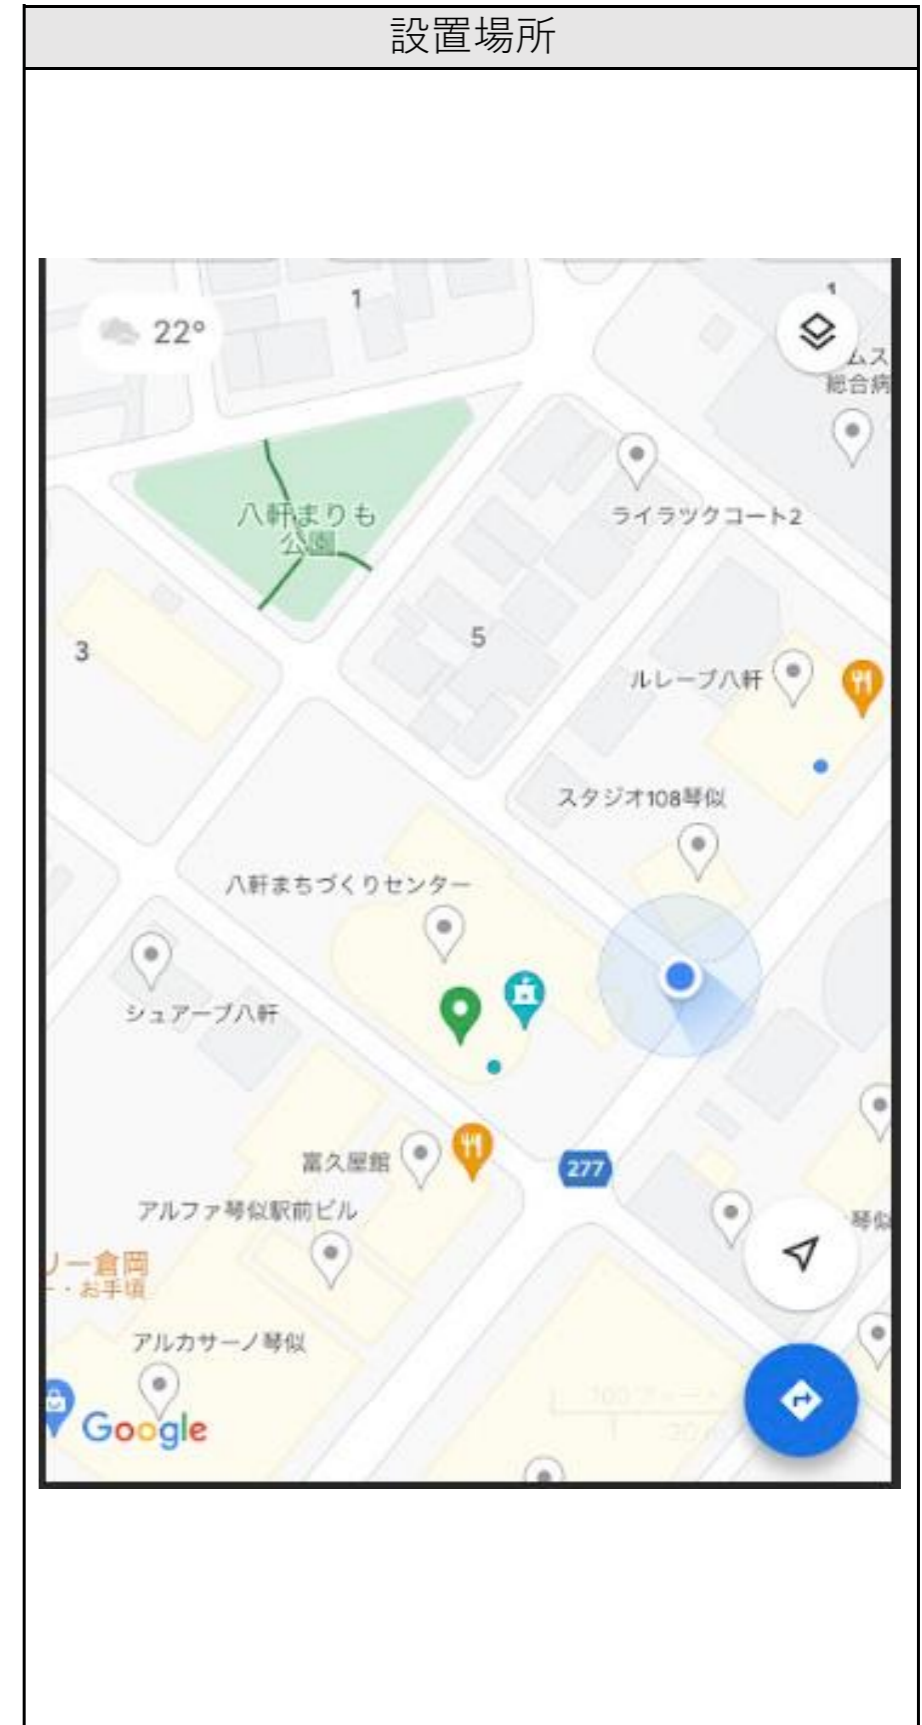 設置場所
22°
1
1
ムス
総合病
八軒まりも
公園
ライラツクコート2
3
5
ルレーブ八軒
スタジオ108琴似
八軒まちづくりセンター
シュアーブ八軒
富久屋館
277
アルファ琴似駅前ビル
琴似
リー倉岡
・お手頃
アルカサーノ琴似
Google